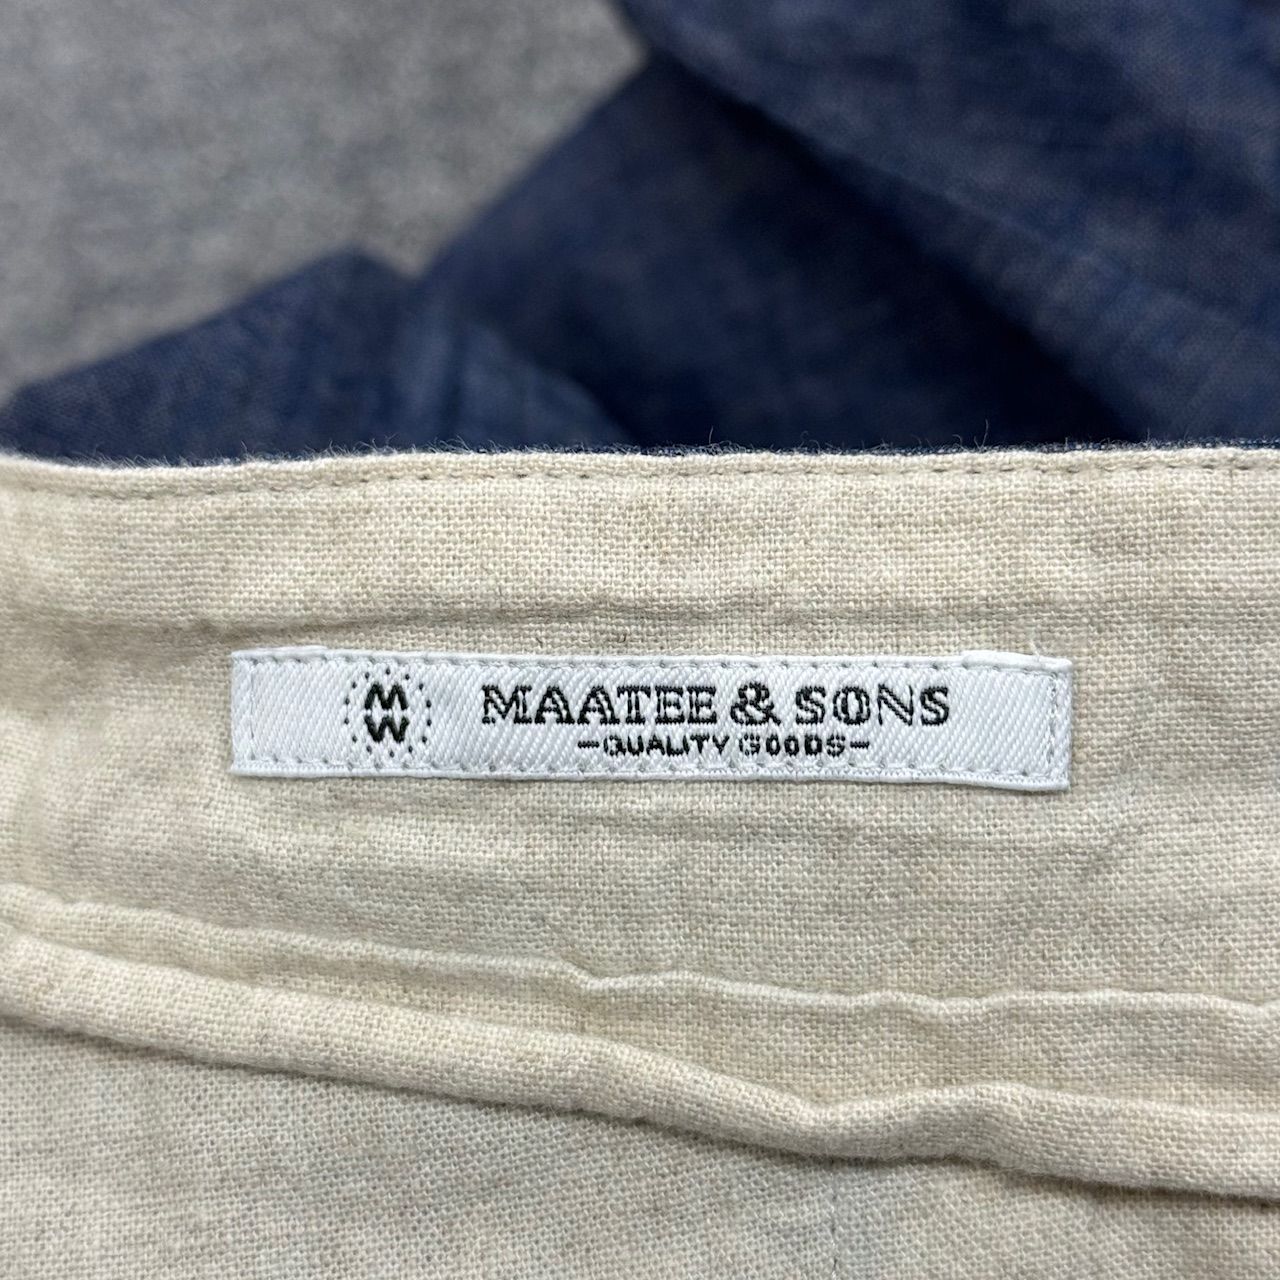 M
W
MAATEE & SONS
-QUALITY GOODS-